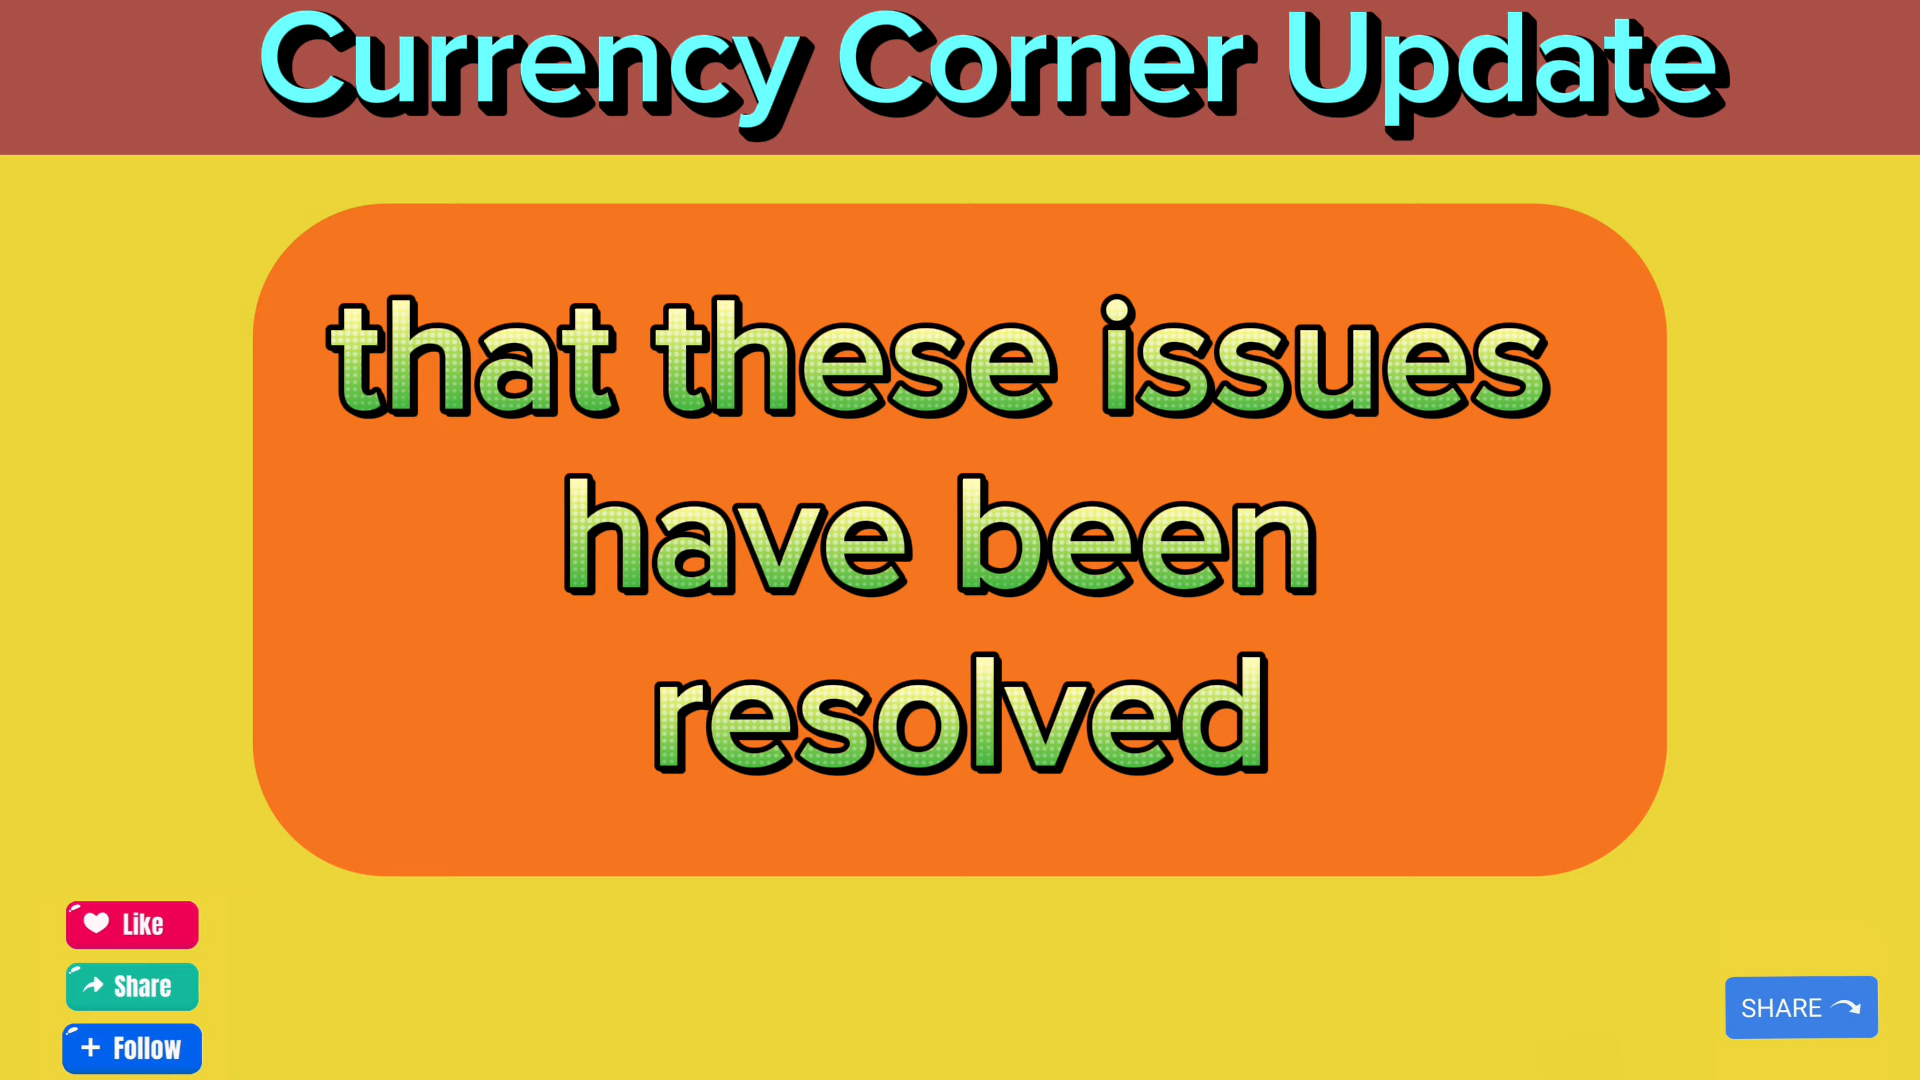 Currency Corner Update
that these issues
have been
resolved
Like
Share
+ Follow
SHARE